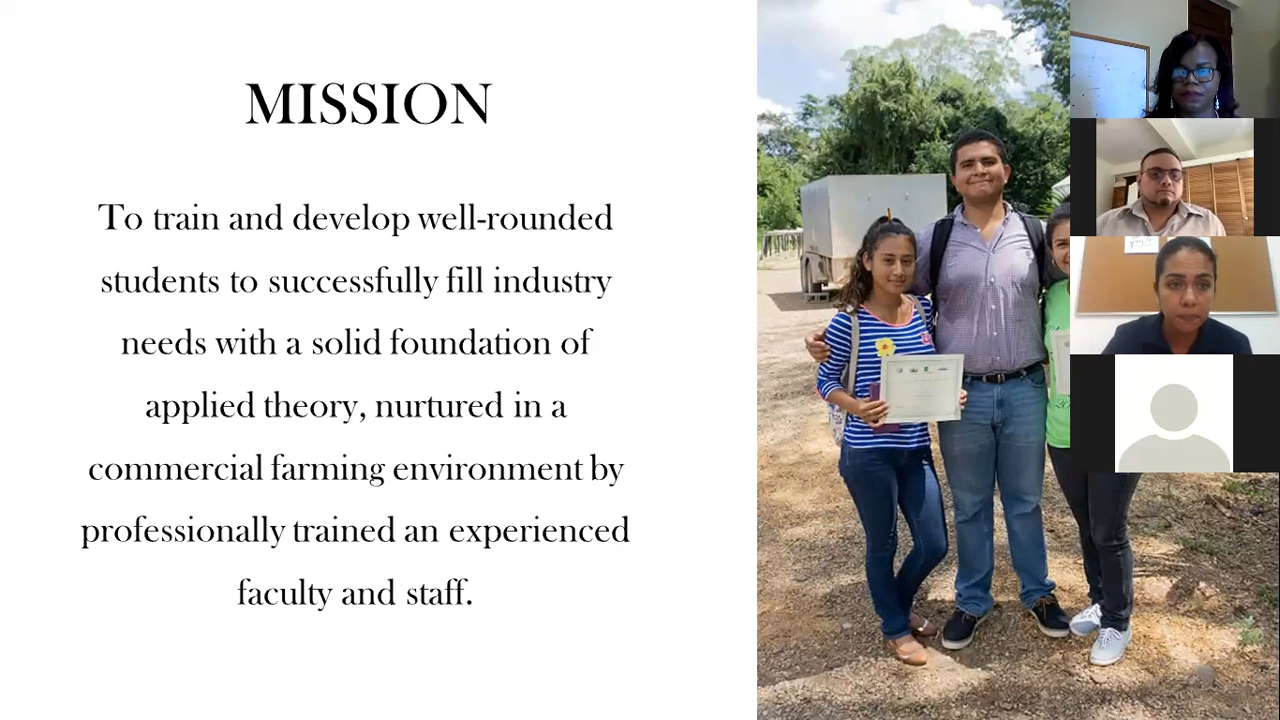 MISSION
To train and develop well-rounded
students to successfully fill industry
needs with a solid foundation of
applied theory, nurtured in a
commercial farming environment by
professionally trained an experienced
faculty and staff.